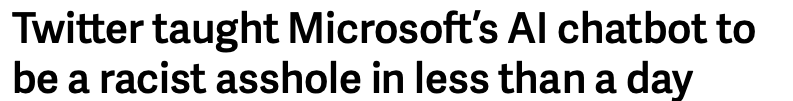 Twitter taught Microsoft’s AI chatbot to
be a racist asshole in less than a day